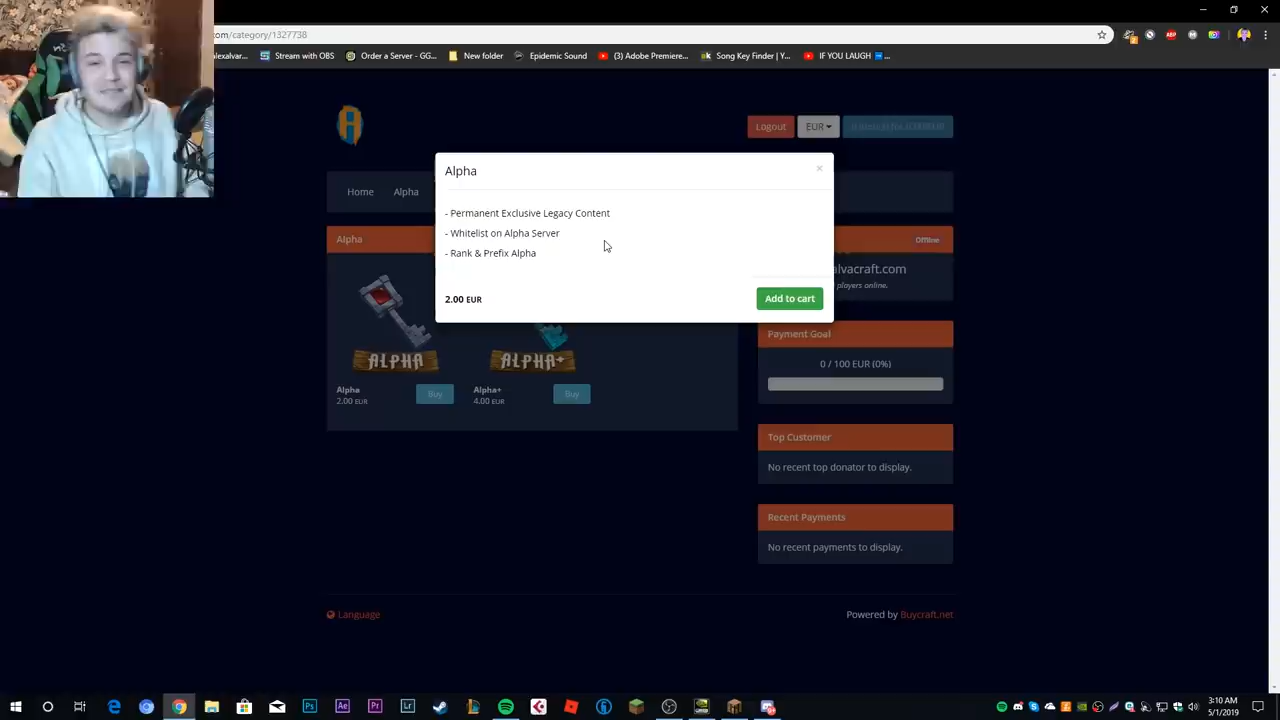 om/category/1327738
lexalvar...
Stream with OBS
Order a Server - GG...
New folder
Epidemic Sound
(3) Adobe Premiere...
Song Key Finder | Y...
IF YOU LAUGH
...
Logout
EUR
Home
Alpha
Alpha
- Permanent Exclusive Legacy Content
- Whitelist on Alpha Server
- Rank & Prefix Alpha
2.00 EUR
Add to cart
Alpha
Offline
alvacraft.com
players online.
ALPHA
ALPHA+
Alpha
2.00 EUR
Buy
Alpha+
4.00 EUR
Buy
Payment Goal
0 / 100 EUR (0%)
Top Customer
No recent top donator to display.
Recent Payments
No recent payments to display.
Language
Powered by Buycraft.net
3:10 AM
5/1/2019